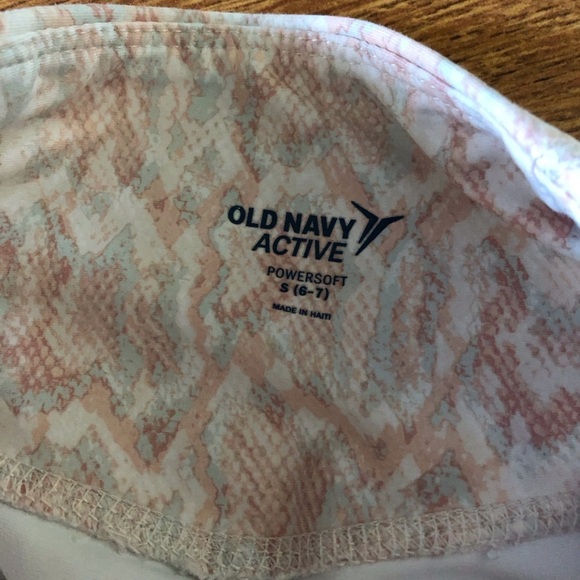 OLD NAVY
ACTIVE
POWERSOFT
S (6-7)
MADE IN HAITI